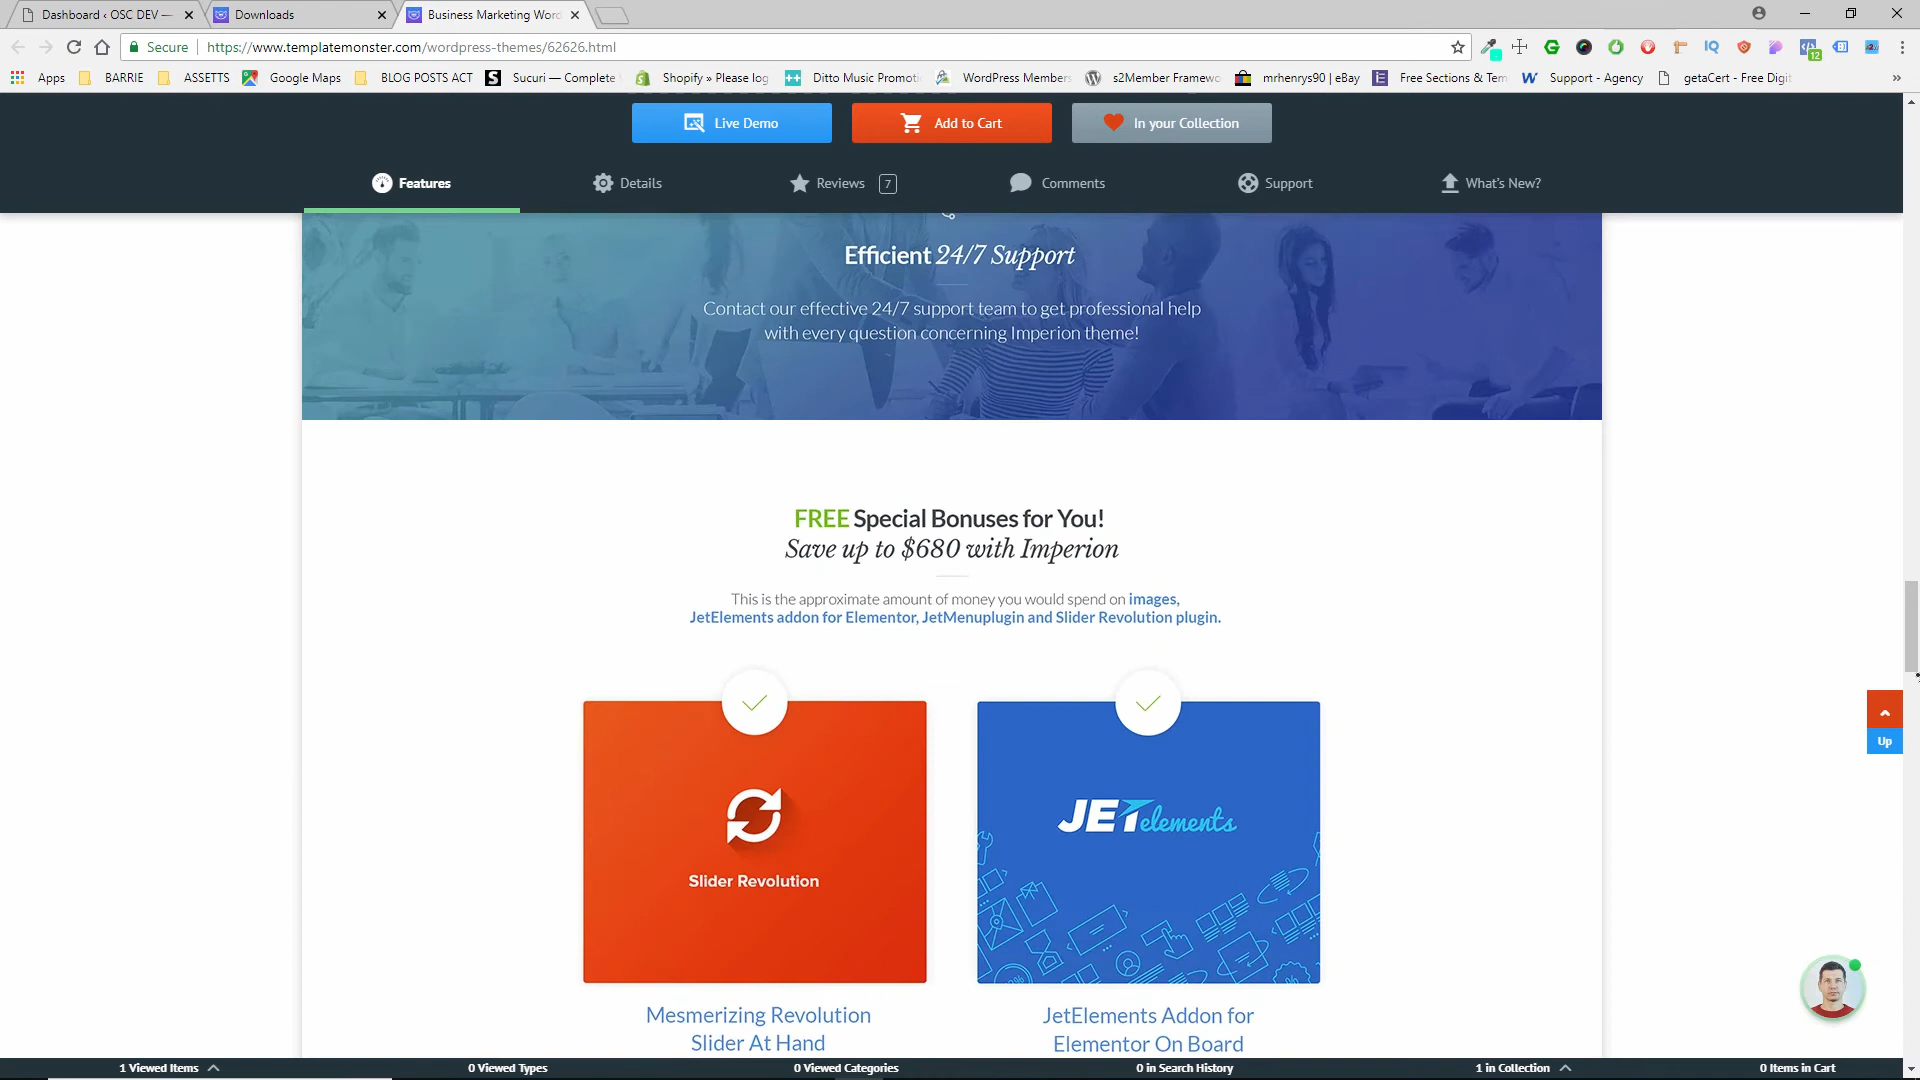 Dashboard ‹ OSC DEV —
Downloads
Business Marketing Word
Secure
https://www.templatemonster.com/wordpress-themes/62626.html
12
Apps
BARRIE
ASSETTS
Google Maps
BLOG POSTS ACT
Sucuri — Complete
Shopify » Please log
Ditto Music Promoti
WordPress Members
s2Member Framewo
mrhenrys90 | eBay
Free Sections & Tem
Support - Agency
getaCert - Free Digit
Live Demo
Add to Cart
In your Collection
Features
Details
Reviews 7
Comments
Support
What's New?
Efficient 24/7 Support
Contact our effective 24/7 support team to get professional help
with every question concerning Imperion theme!
FREE Special Bonuses for You!
Save up to $680 with Imperion
This is the approximate amount of money you would spend on images,
JetElements addon for Elementor, JetMenuplugin and Slider Revolution plugin.
Slider Revolution
JETelements
Up
Mesmerizing Revolution
Slider At Hand
JetElements Addon for
Elementor On Board
1 Viewed Items
0 Viewed Types
0 Viewed Categories
0 in Search History
1 in Collection
0 Items in Cart